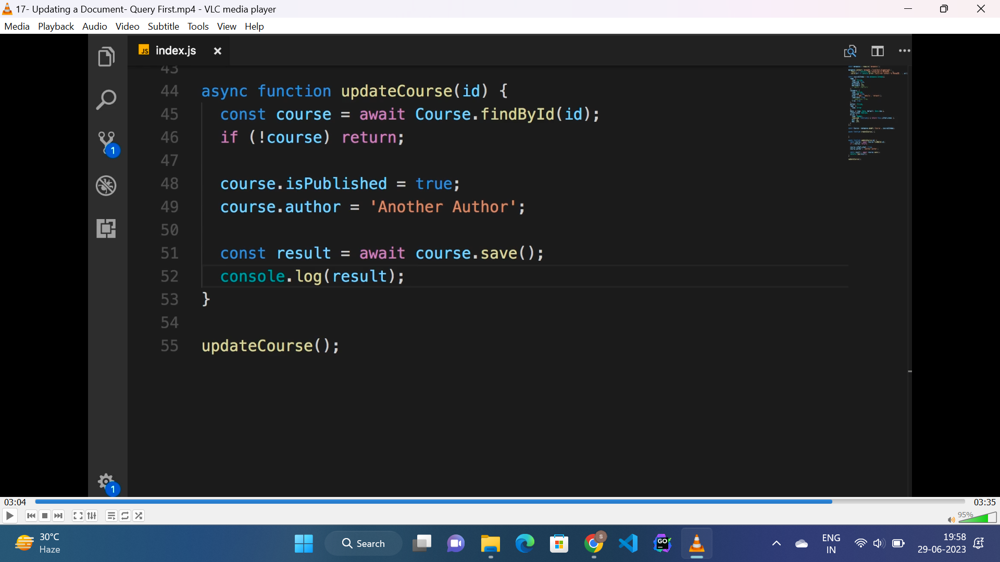 17- Updating a Document- Query First.mp4 - VLC media player
Media Playback Audio Video Subtitle Tools View Help
JS index.js
43
44 async function updateCourse(id) {
45 const course = await Course.findById(id);
46 if (!course) return;
47
48 course.isPublished = true;
49 course.author = 'Another Author';
50
51 const result = await course.save();
52 console.log(result);
53 }
54
55 updateCourse();
1
1
03:04 03:35
95%
30°C
Haze
Search
S
GO
ENG
IN
19:58
29-06-2023